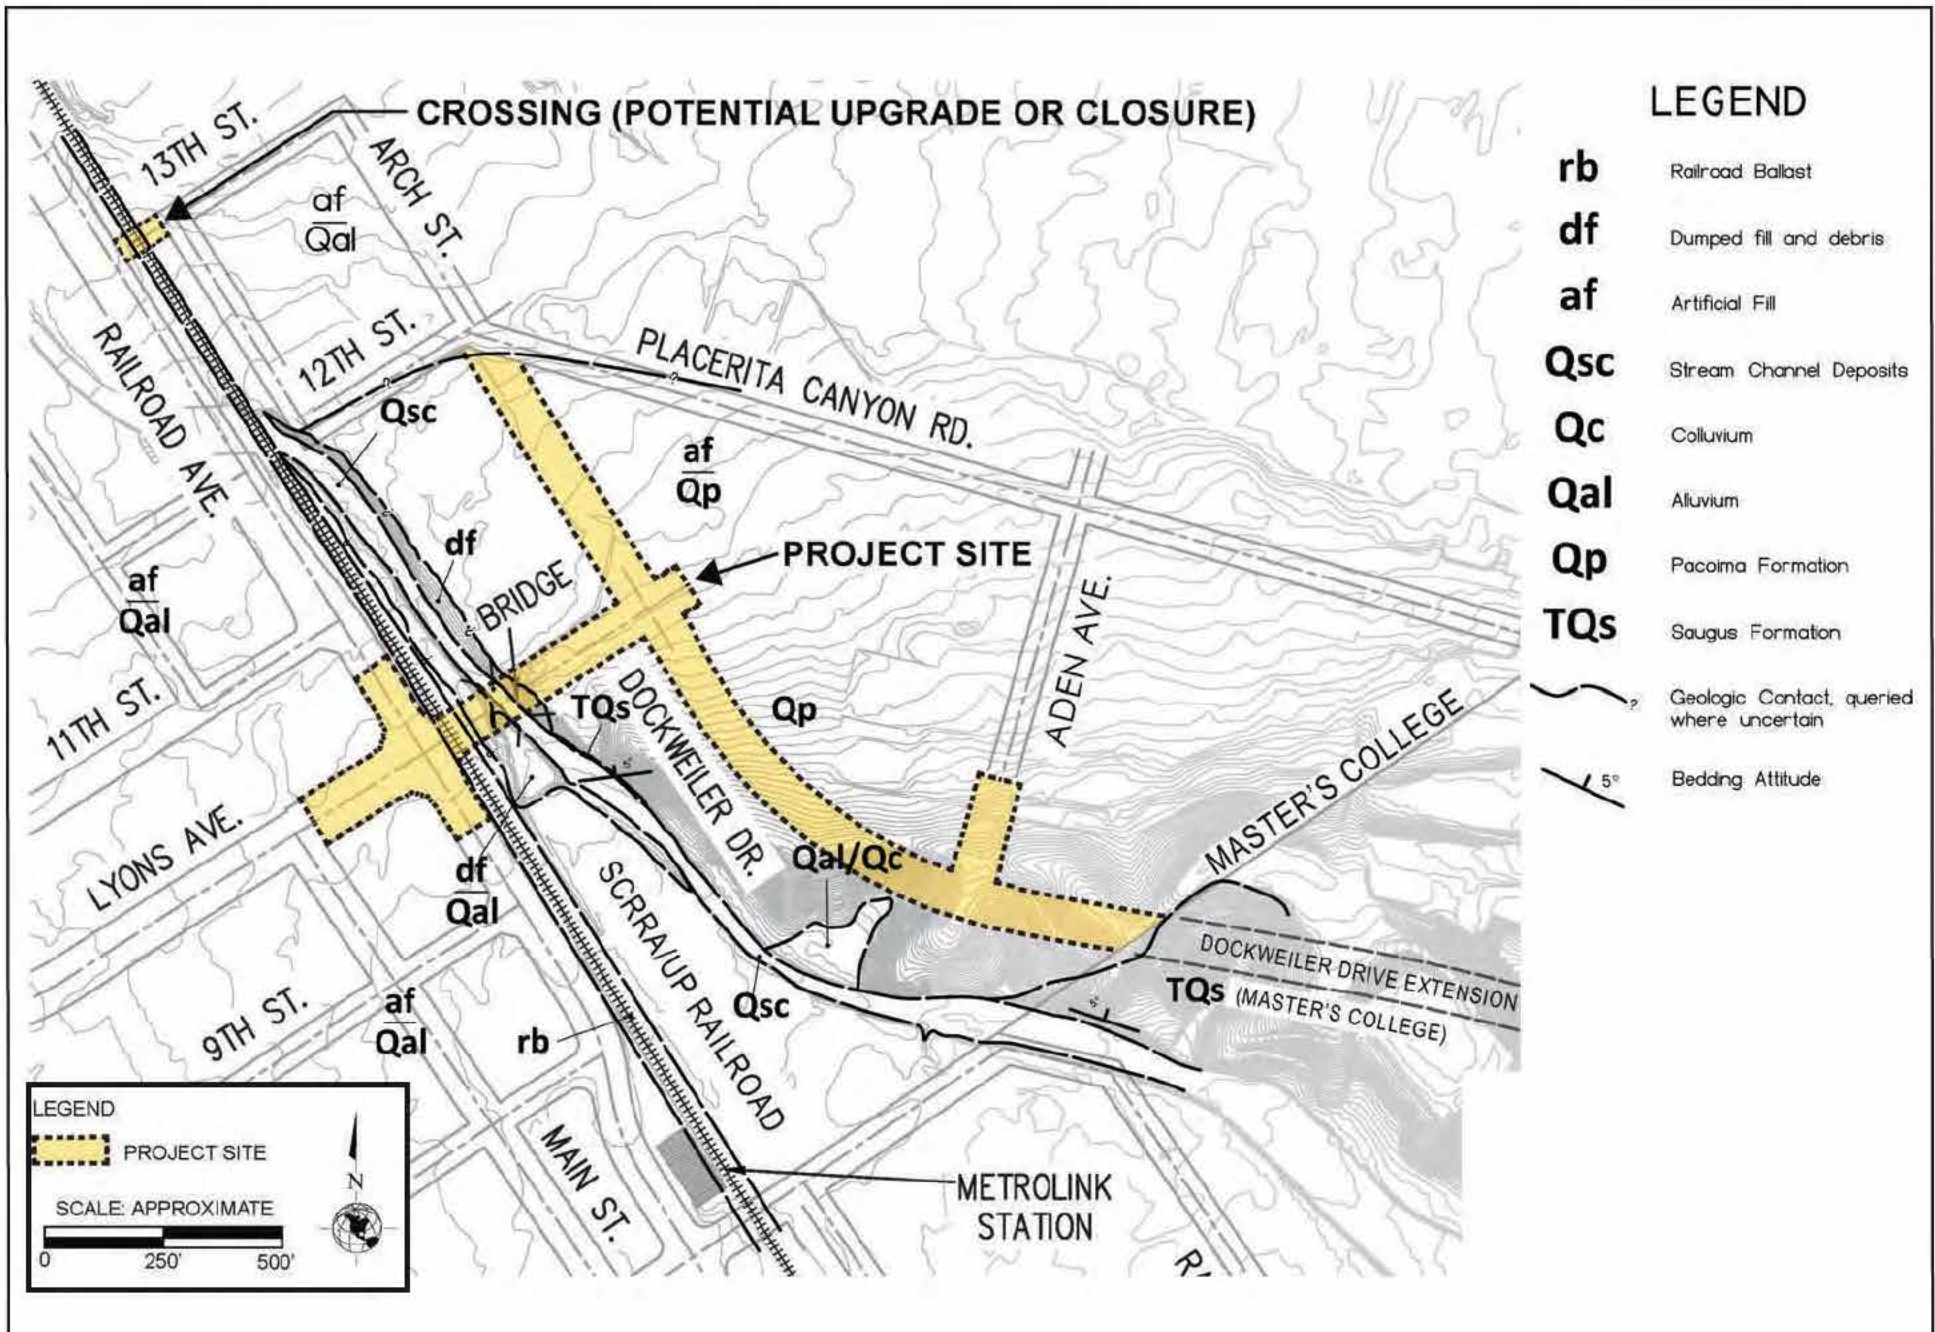 CROSSING (POTENTIAL UPGRADE OR CLOSURE)
13TH ST.
ARCH ST.
af
Qal
RAILROAD AVE.
12TH ST.
Qsc
PLACERITA CANYON RD.
af
Qp
df
BRIDGE
PROJECT SITE
af
Qal
11TH ST.
TQs
DOCKWEILER DR.
Qp
ADEN AVE.
MASTER'S COLLEGE
LYONS AVE.
df
Qal
Qal/Qc
SCRRA/UP RAILROAD
DOCKWEILER DRIVE EXTENSION
TQs (MASTER'S COLLEGE)
9TH ST.
af
Qal
rb
Qsc
MAIN ST.
METROLINK
STATION
LEGEND
rb Railroad Ballast
df Dumped fill and debris
af Artificial Fill
Qsc Stream Channel Deposits
Qc Colluvium
Qal Alluvium
Qp Pacoima Formation
TQs Saugus Formation
? Geologic Contact, queried
where uncertain
5° Bedding Attitude
LEGEND
PROJECT SITE
N
SCALE: APPROXIMATE
0 250' 500'